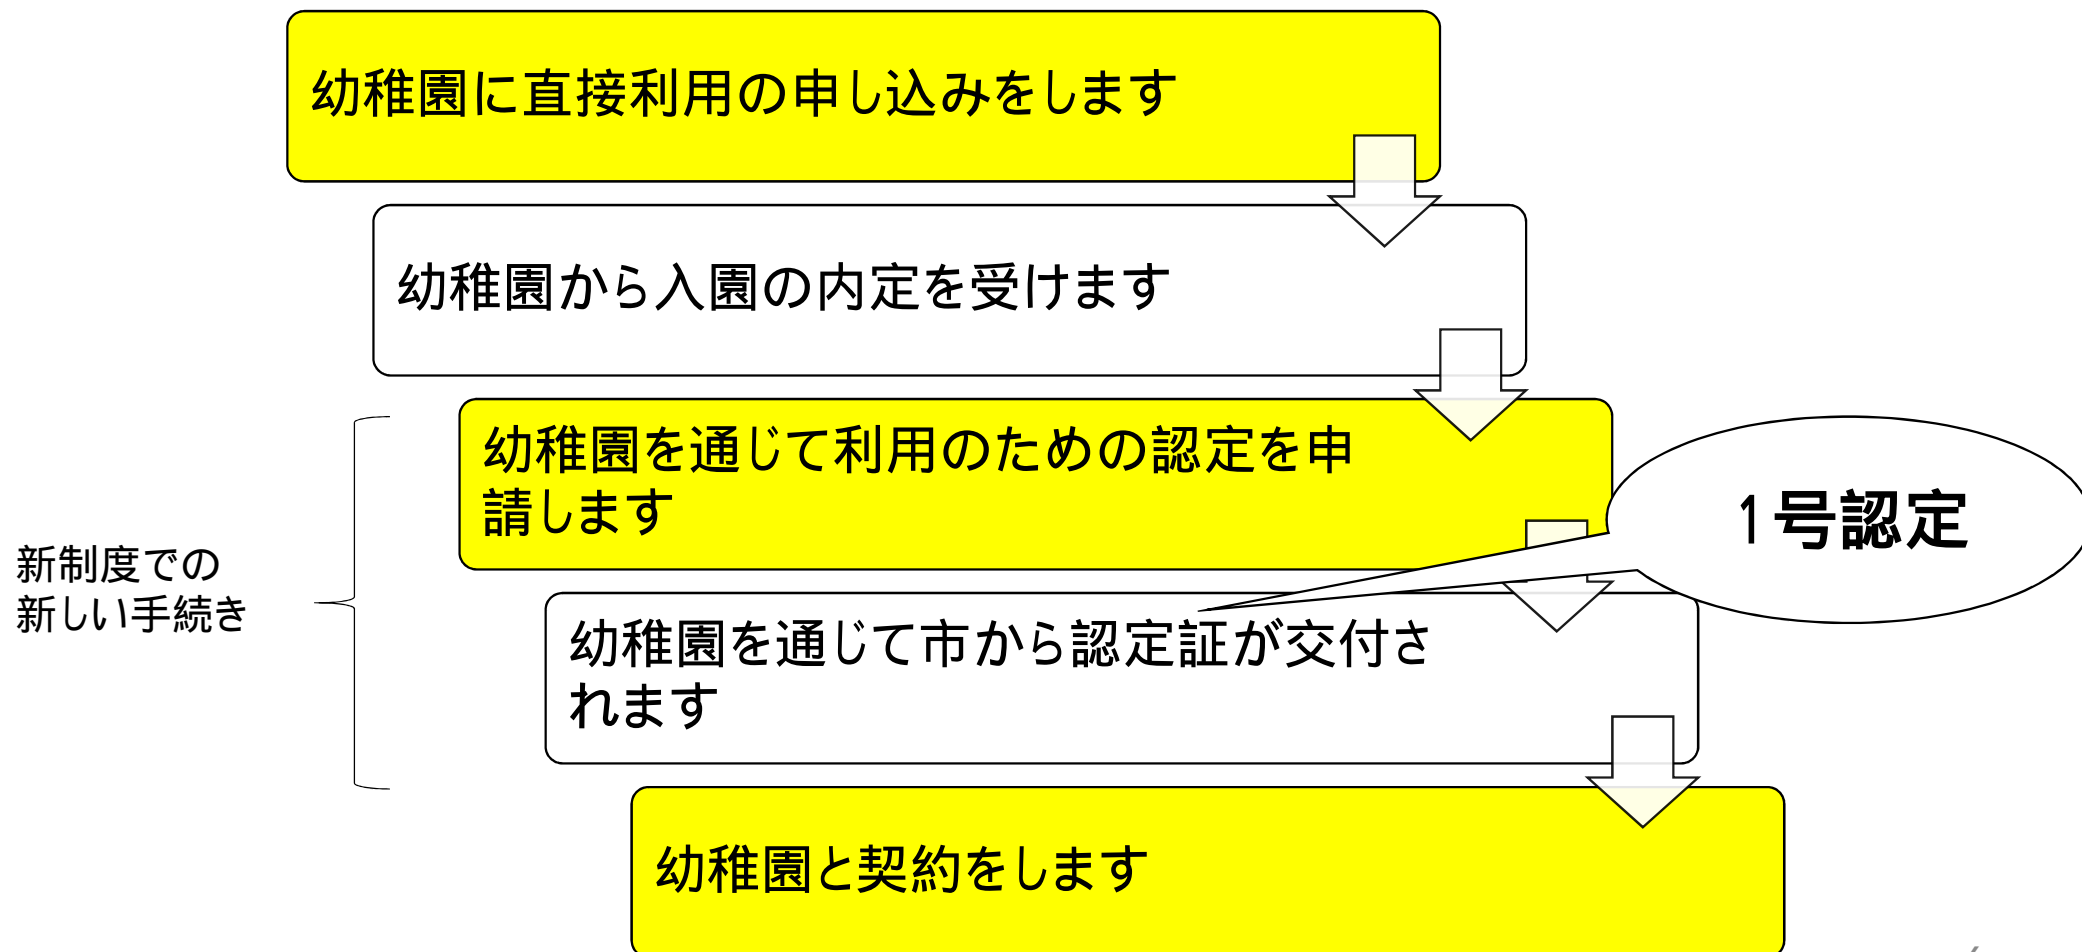 幼稚園に直接利用の申し込みをします
幼稚園から入園の内定を受けます
幼稚園を通じて利用のための認定を申
請します
1号認定
新制度での
新しい手続き
幼稚園を通じて市から認定証が交付さ
れます
幼稚園と契約をします